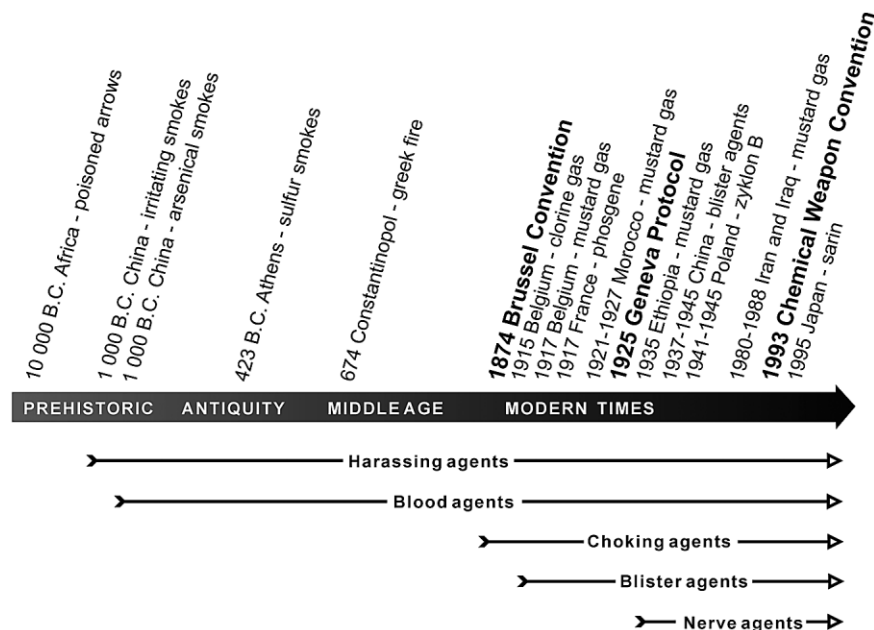 10 000 B.C. Africa - poisoned arrows
1 000 B.C. China - irritating smokes
1 000 B.C. China - arsenical smokes
423 B.C. Athens - sulfur smokes
674 Constantinopol - greek fire
1874 Brussel Convention
1915 Belgium - clorine gas
1917 Belgium - mustard gas
1917 France - phosgene
1921-1927 Morocco - mustard gas
1925 Geneva Protocol
1935 Ethiopia - mustard gas
1937-1945 China - blister agents
1941-1945 Poland - zyklon B
1980-1988 Iran and Iraq - mustard gas
1993 Chemical Weapon Convention
1995 Japan - sarin
PREHISTORIC ANTIQUITY MIDDLE AGE MODERN TIMES
Harassing agents
Blood agents
Choking agents
Blister agents
Nerve agents